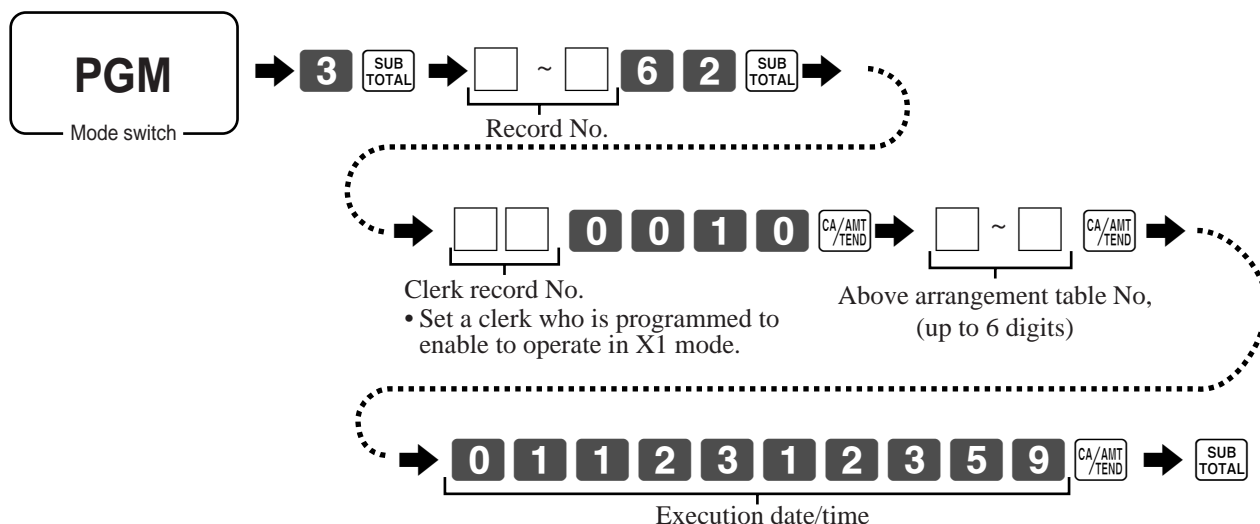 PGM
Mode switch
3 SUB TOTAL ~ 6 2 SUB TOTAL
Record No.
0 0 1 0 CA/AMT /TEND ~ CA/AMT /TEND
Clerk record No.
• Set a clerk who is programmed to
enable to operate in X1 mode.
Above arrangement table No,
(up to 6 digits)
0 1 1 2 3 1 2 3 5 9 CA/AMT /TEND SUB TOTAL
Execution date/time